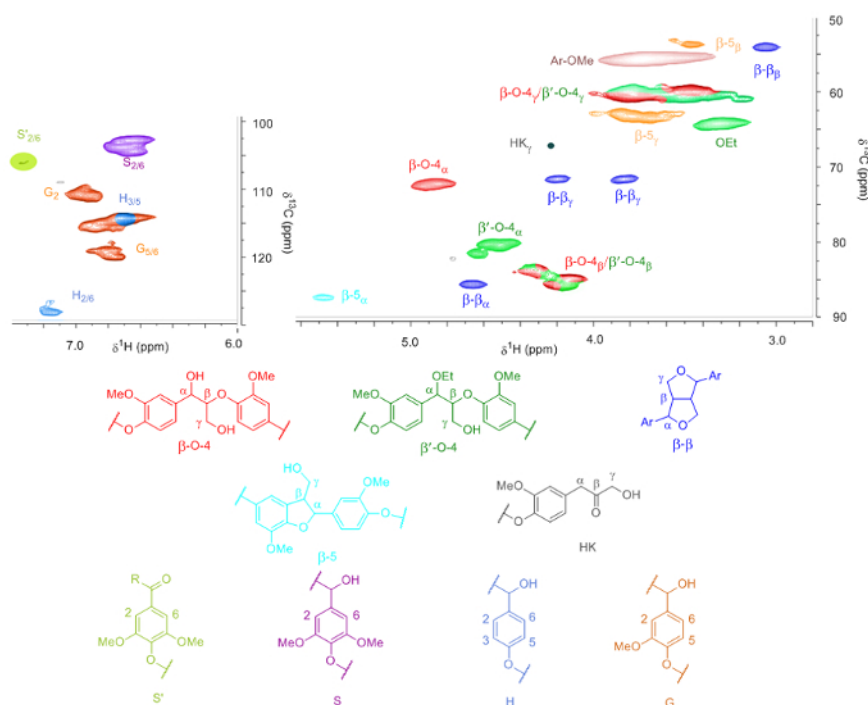 50
β-5β
β-ββ
Ar-OMe
60
β-O-4γ/β′-O-4γ
β-5γ
OEt
HKγ
δ¹³C (ppm)
70
β-O-4α
β-βγ
β-βγ
80
β′-O-4α
β-O-4β/β′-O-4β
β-βα
β-5α
90
5.0
δ¹H (ppm)
4.0
3.0
100
S'2/6
S2/6
G2
110
H3/5
δ¹³C (ppm)
G5/6
120
H2/6
7.0
δ¹H (ppm)
6.0
OH
MeO
α
β
γ
O
OMe
OH
O
β-O-4
OEt
MeO
α
β
γ
O
OMe
OH
O
β′-O-4
O
Ar
γ
β
Ar
α
O
β-β
HO
γ
β
α
OMe
O
O
OMe
β-5
MeO
α
β
γ
OH
O
O
HK
R
O
2
6
MeO
OMe
O
S'
OH
2
6
MeO
OMe
O
S
OH
2
6
3
5
O
H
OH
2
6
MeO
5
O
G